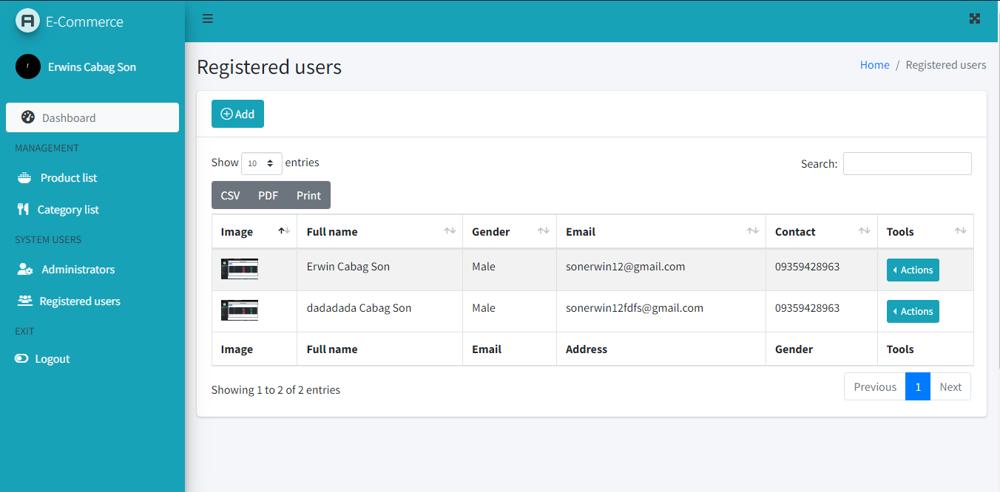 E-Commerce
Erwins Cabag Son
Dashboard
MANAGEMENT
Product list
Category list
SYSTEM USERS
Administrators
Registered users
EXIT
Logout
Registered users
Home / Registered users
Add
Show 10 entries
Search:
CSV PDF Print
Image Full name Gender Email Contact Tools
Erwin Cabag Son Male sonerwin12@gmail.com 09359428963 Actions
dadadada Cabag Son Male sonerwin12fdfs@gmail.com 09359428963 Actions
Image Full name Email Address Gender Tools
Showing 1 to 2 of 2 entries
Previous 1 Next